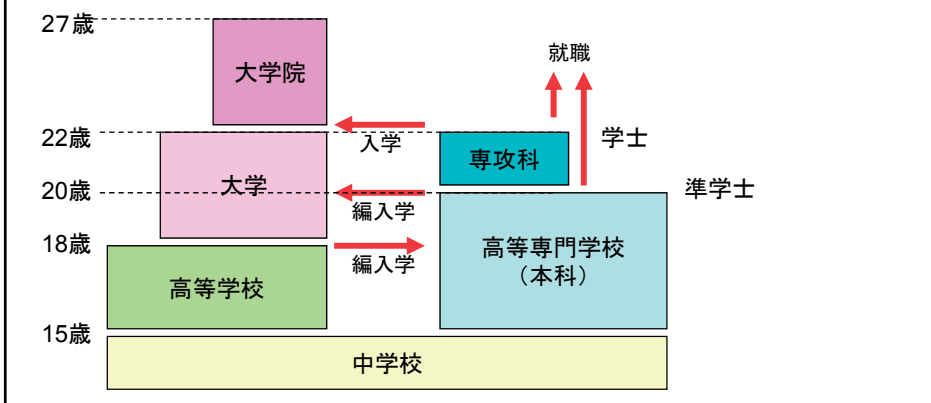 27歳
大学院
就職
22歳
入学
専攻科
学士
大学
20歳
編入学
準学士
18歳
編入学
高等専門学校
（本科）
高等学校
15歳
中学校